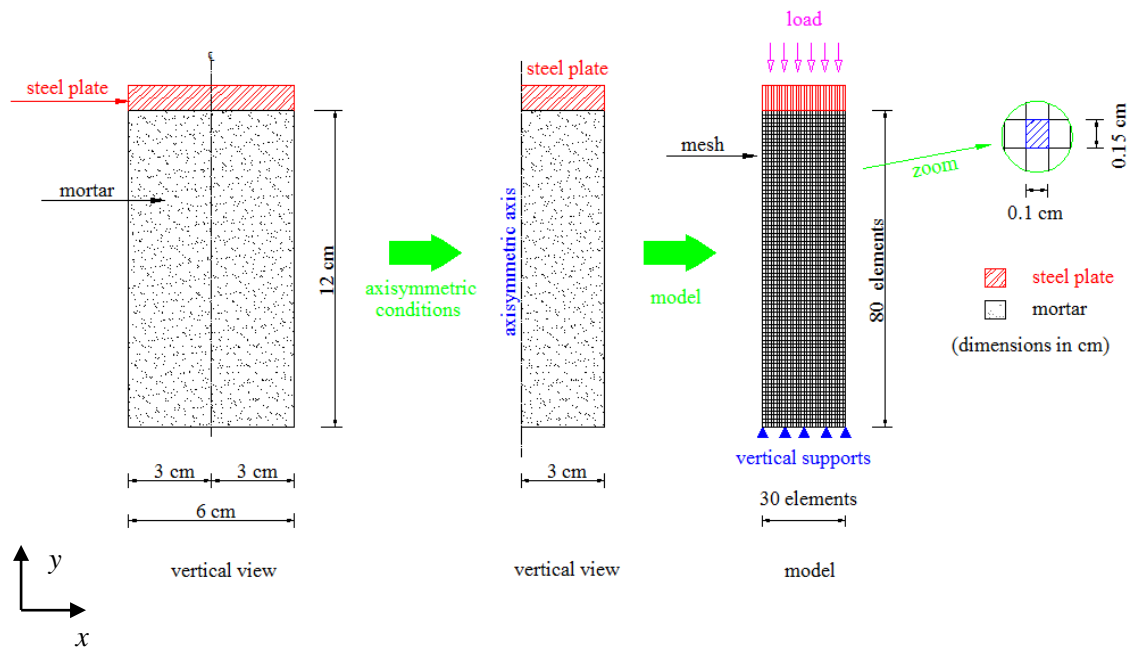 ℄
load
steel plate
steel plate
mesh
0.15 cm
mortar
zoom
0.1 cm
12 cm
axisymmetric axis
80 elements
axisymmetric
conditions
model
steel plate
mortar
(dimensions in cm)
vertical supports
3 cm
3 cm
3 cm
30 elements
6 cm
y
x
vertical view
vertical view
model